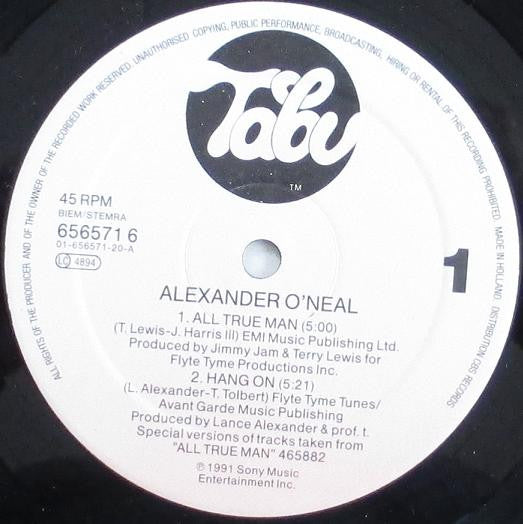 ALL RIGHTS OF THE PRODUCER AND OF THE OWNER OF THE RECORDED WORK RESERVED. UNAUTHORISED COPYING, PUBLIC PERFORMANCE, BROADCASTING, HIRING OR RENTAL OF THIS RECORDING PROHIBITED. MADE IN HOLLAND. DISTRIBUTION CBS RECORDS
Tabu
TM
45 RPM
BIEM/STEMRA
656571 6
01-656571-20-A
LC 4894
1
ALEXANDER O'NEAL
1. ALL TRUE MAN (5:00)
(T. Lewis-J. Harris III) EMI Music Publishing Ltd.
Produced by Jimmy Jam & Terry Lewis for
Flyte Tyme Productions Inc.
2. HANG ON (5:21)
(L. Alexander-T. Tolbert) Flyte Tyme Tunes/
Avant Garde Music Publishing
Produced by Lance Alexander & prof. t.
Special versions of tracks taken from
"ALL TRUE MAN" 465882
℗ 1991 Sony Music
Entertainment Inc.